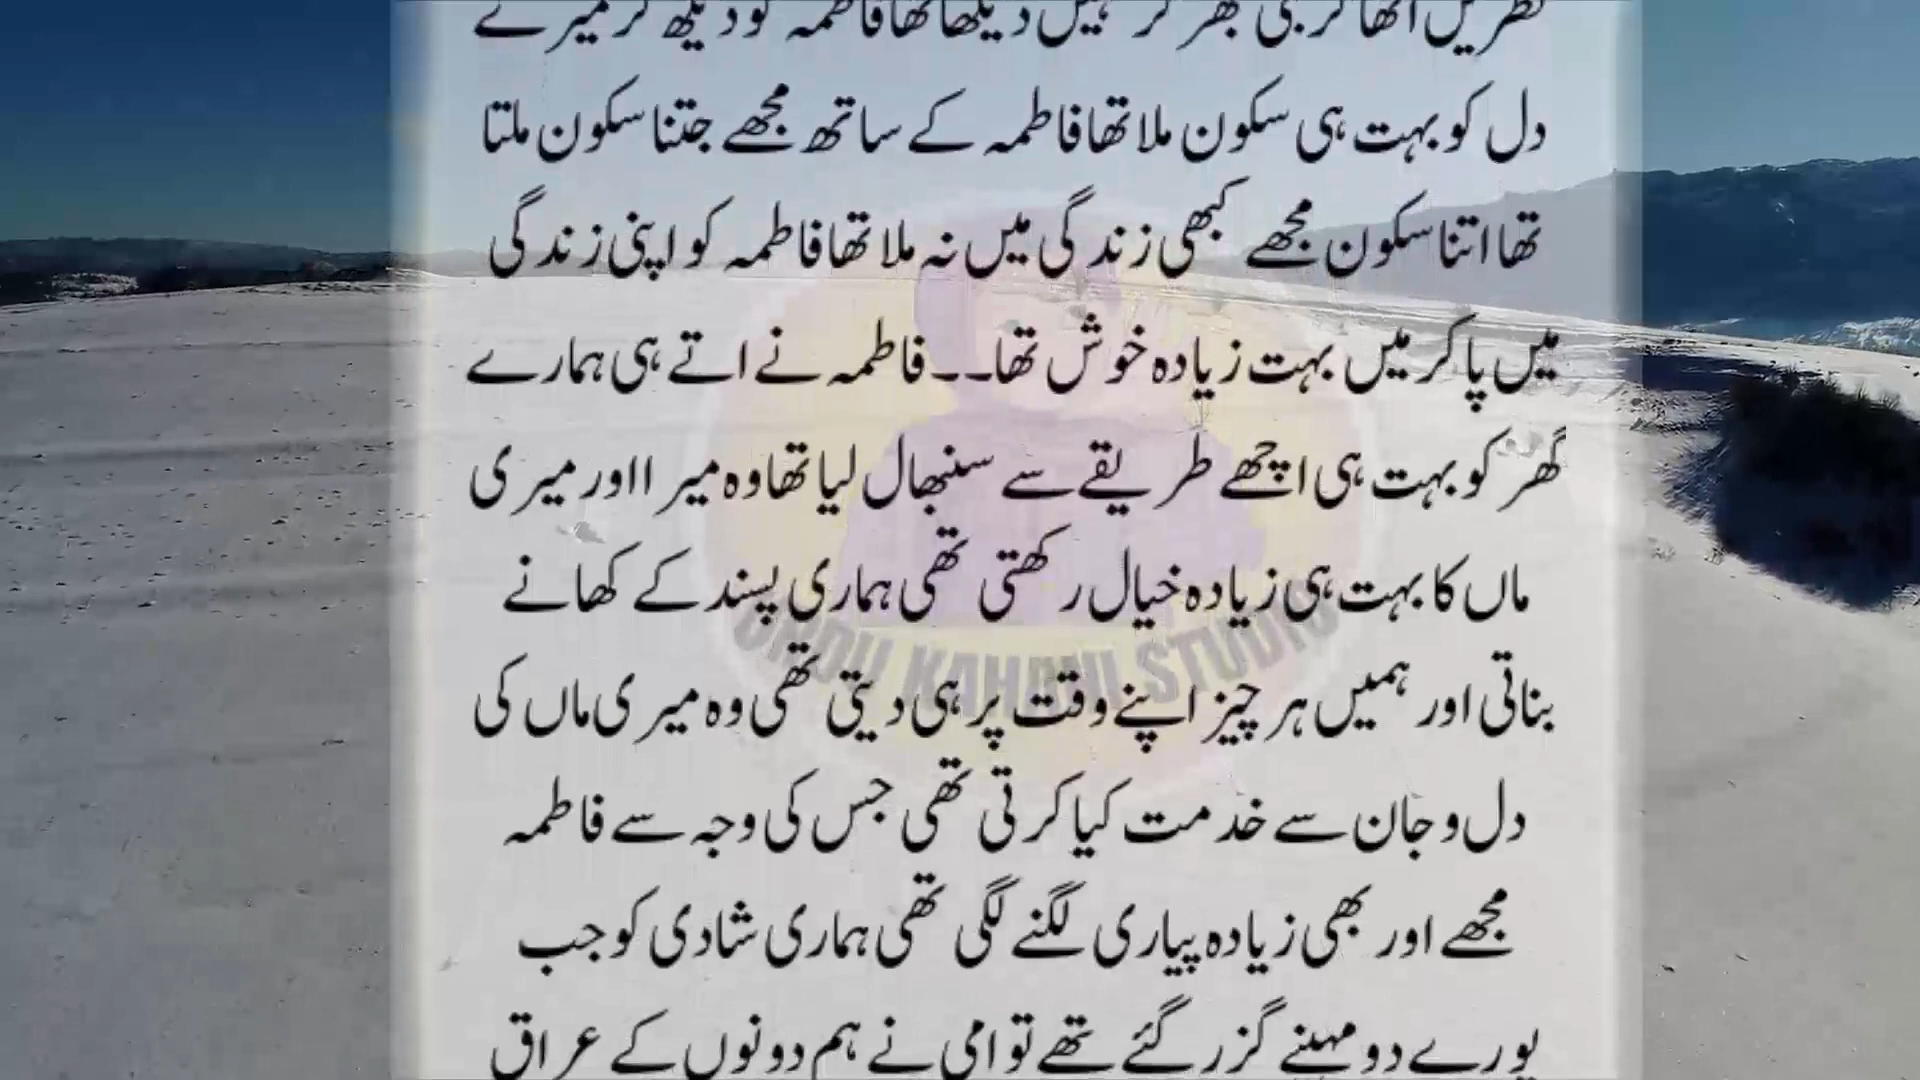 نظریں اٹھا کر جی بھر کر نہیں دیکھا تھا فاطمہ کو دیکھ کر میرے
دل کو بہت ہی سکون ملا تھا فاطمہ کے ساتھ مجھے جتنا سکون ملتا
تھا اتنا سکون مجھے کبھی زندگی میں نہ ملا تھا فاطمہ کو اپنی زندگی
میں پا کر میں بہت زیادہ خوش تھا۔۔فاطمہ نے اتے ہی ہمارے
گھر کو بہت ہی اچھے طریقے سے سنبھال لیا تھا وہ میرا اور میری
ماں کا بہت ہی زیادہ خیال رکھتی تھی ہماری پسند کے کھانے
بناتی اور ہمیں ہر چیز اپنے وقت پر ہی دیتی تھی وہ میری ماں کی
دل و جان سے خدمت کیا کرتی تھی جس کی وجہ سے فاطمہ
مجھے اور بھی زیادہ پیاری لگنے لگی تھی ہماری شادی کو جب
پورے دو مہینے گزر گئے تھے تو امی نے ہم دونوں کے عراق
URDU KAHANI STUDIO